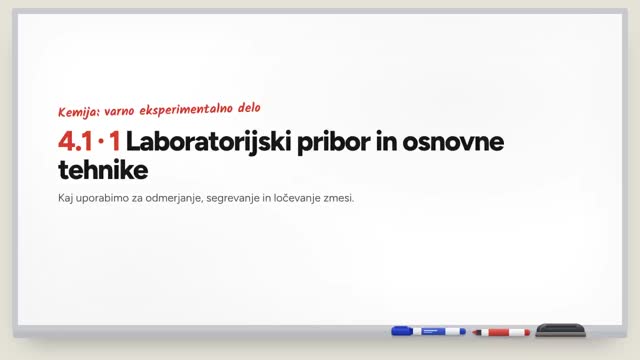 Kemija: varno eksperimentalno delo
4.1 · 1 Laboratorijski pribor in osnovne
tehnike
Kaj uporabimo za odmerjanje, segrevanje in ločevanje zmesi.